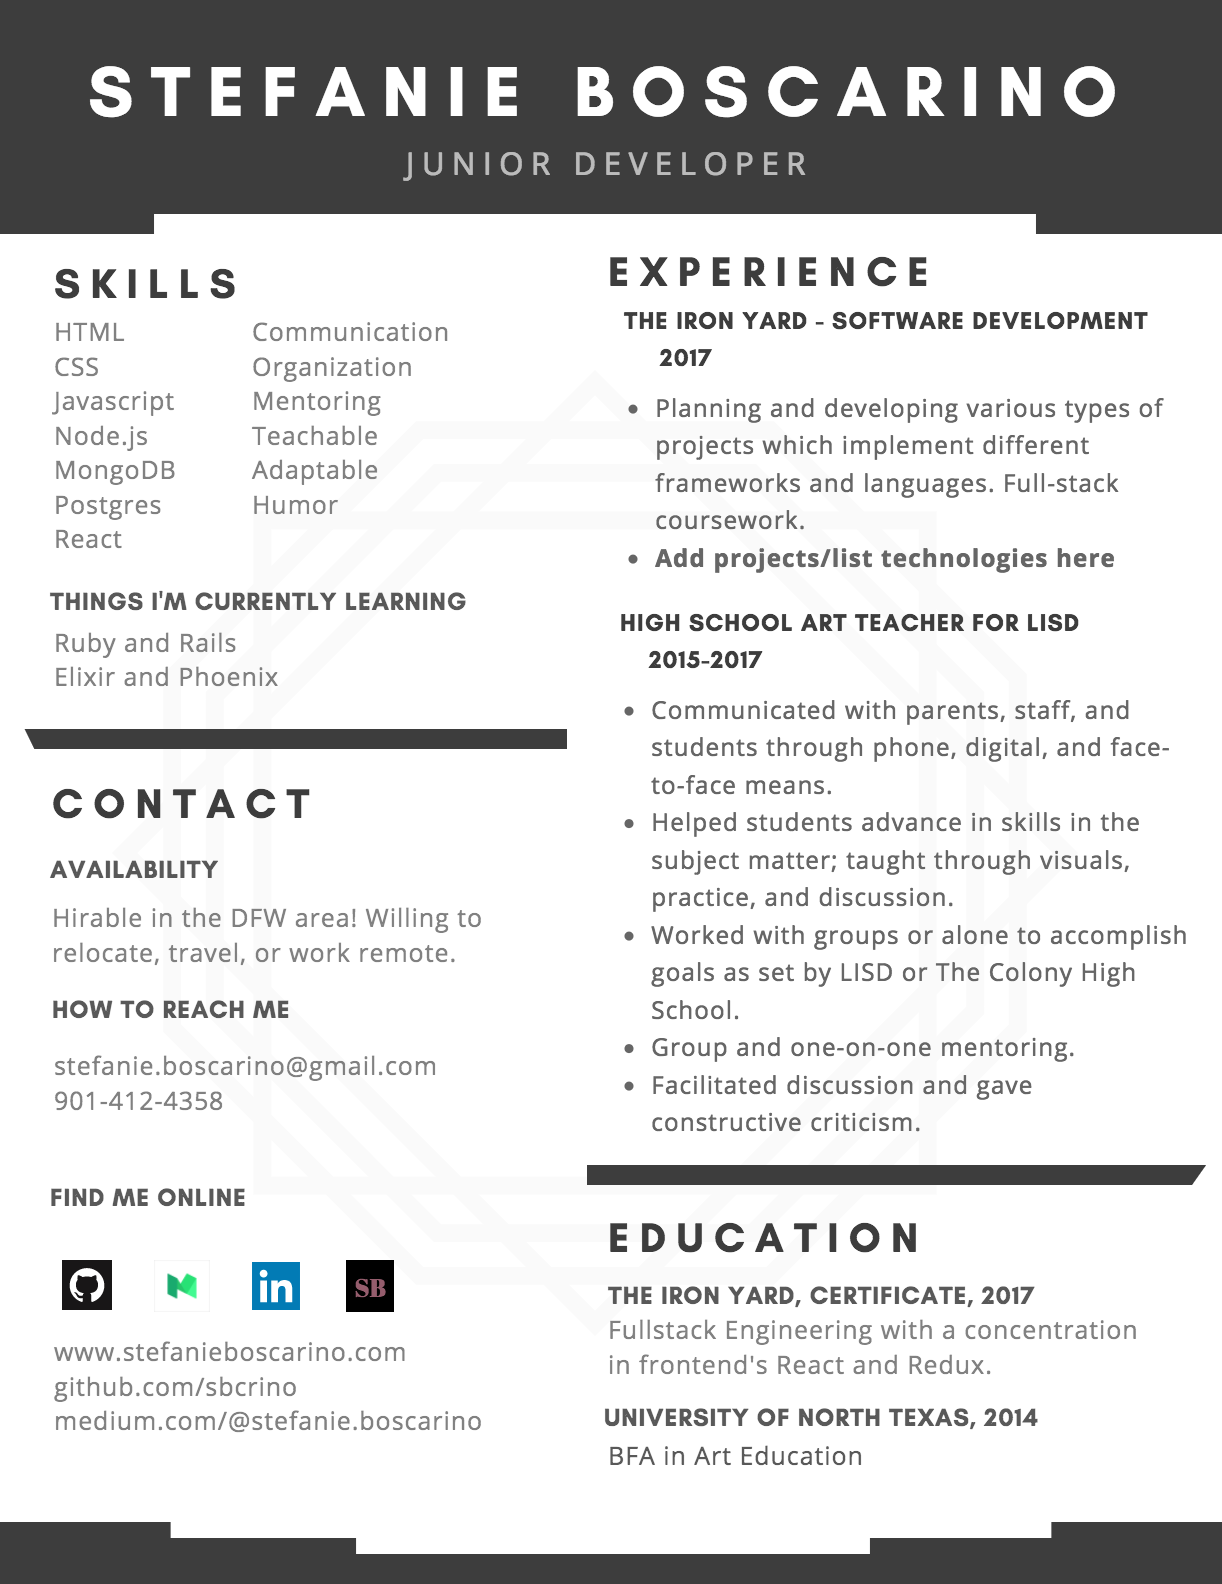 STEFANIE BOSCARINO
JUNIOR DEVELOPER
SKILLS
HTML
CSS
Javascript
Node.js
MongoDB
Postgres
React
Communication
Organization
Mentoring
Teachable
Adaptable
Humor
THINGS I'M CURRENTLY LEARNING
Ruby and Rails
Elixir and Phoenix
CONTACT
AVAILABILITY
Hirable in the DFW area! Willing to
relocate, travel, or work remote.
HOW TO REACH ME
stefanie.boscarino@gmail.com
901-412-4358
FIND ME ONLINE
in
SB
www.stefanieboscarino.com
github.com/sbcrino
medium.com/@stefanie.boscarino
EXPERIENCE
THE IRON YARD - SOFTWARE DEVELOPMENT
2017
• Planning and developing various types of
projects which implement different
frameworks and languages. Full-stack
coursework.
• Add projects/list technologies here
HIGH SCHOOL ART TEACHER FOR LISD
2015-2017
• Communicated with parents, staff, and
students through phone, digital, and face-
to-face means.
• Helped students advance in skills in the
subject matter; taught through visuals,
practice, and discussion.
• Worked with groups or alone to accomplish
goals as set by LISD or The Colony High
School.
• Group and one-on-one mentoring.
• Facilitated discussion and gave
constructive criticism.
EDUCATION
THE IRON YARD, CERTIFICATE, 2017
Fullstack Engineering with a concentration
in frontend's React and Redux.
UNIVERSITY OF NORTH TEXAS, 2014
BFA in Art Education